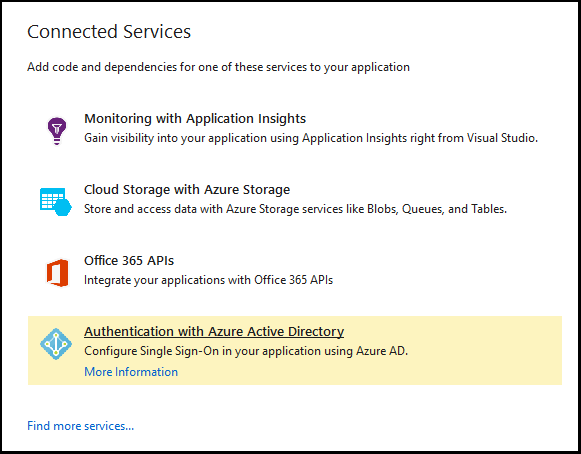 Connected Services
Add code and dependencies for one of these services to your application
Monitoring with Application Insights
Gain visibility into your application using Application Insights right from Visual Studio.
Cloud Storage with Azure Storage
Store and access data with Azure Storage services like Blobs, Queues, and Tables.
Office 365 APIs
Integrate your applications with Office 365 APIs
Authentication with Azure Active Directory
Configure Single Sign-On in your application using Azure AD.
More Information
Find more services...